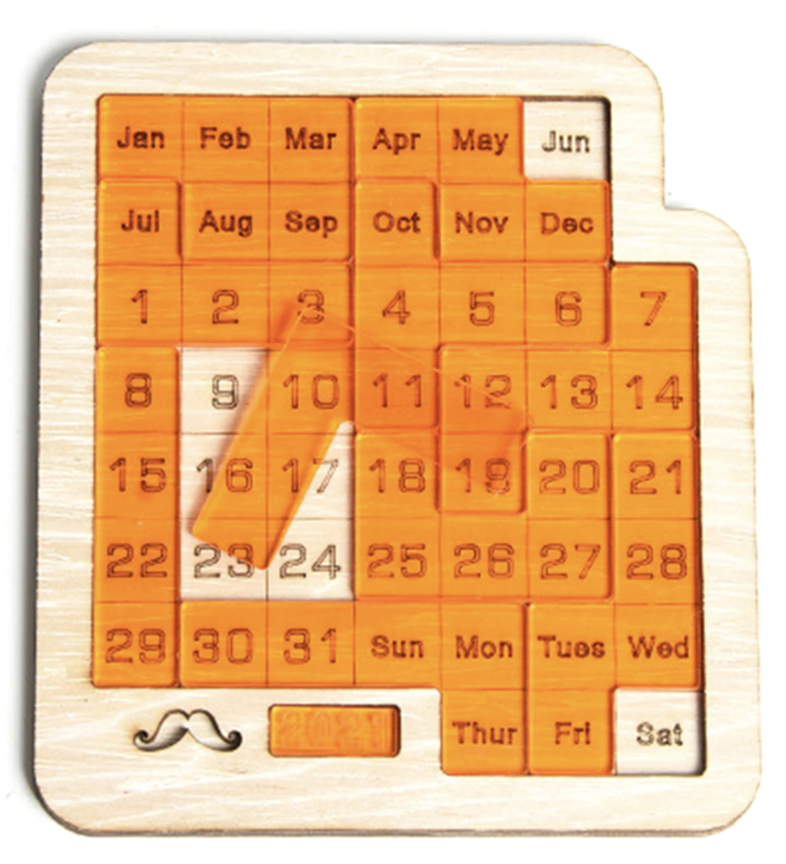 Jan Feb Mar Apr May Jun
Jul Aug Sep Oct Nov Dec
1 2 3 4 5 6 7
8 9 10 11 12 13 14
15 16 17 18 19 20 21
22 23 24 25 26 27 28
29 30 31 Sun Mon Tues Wed
2021 Thur Fri Sat